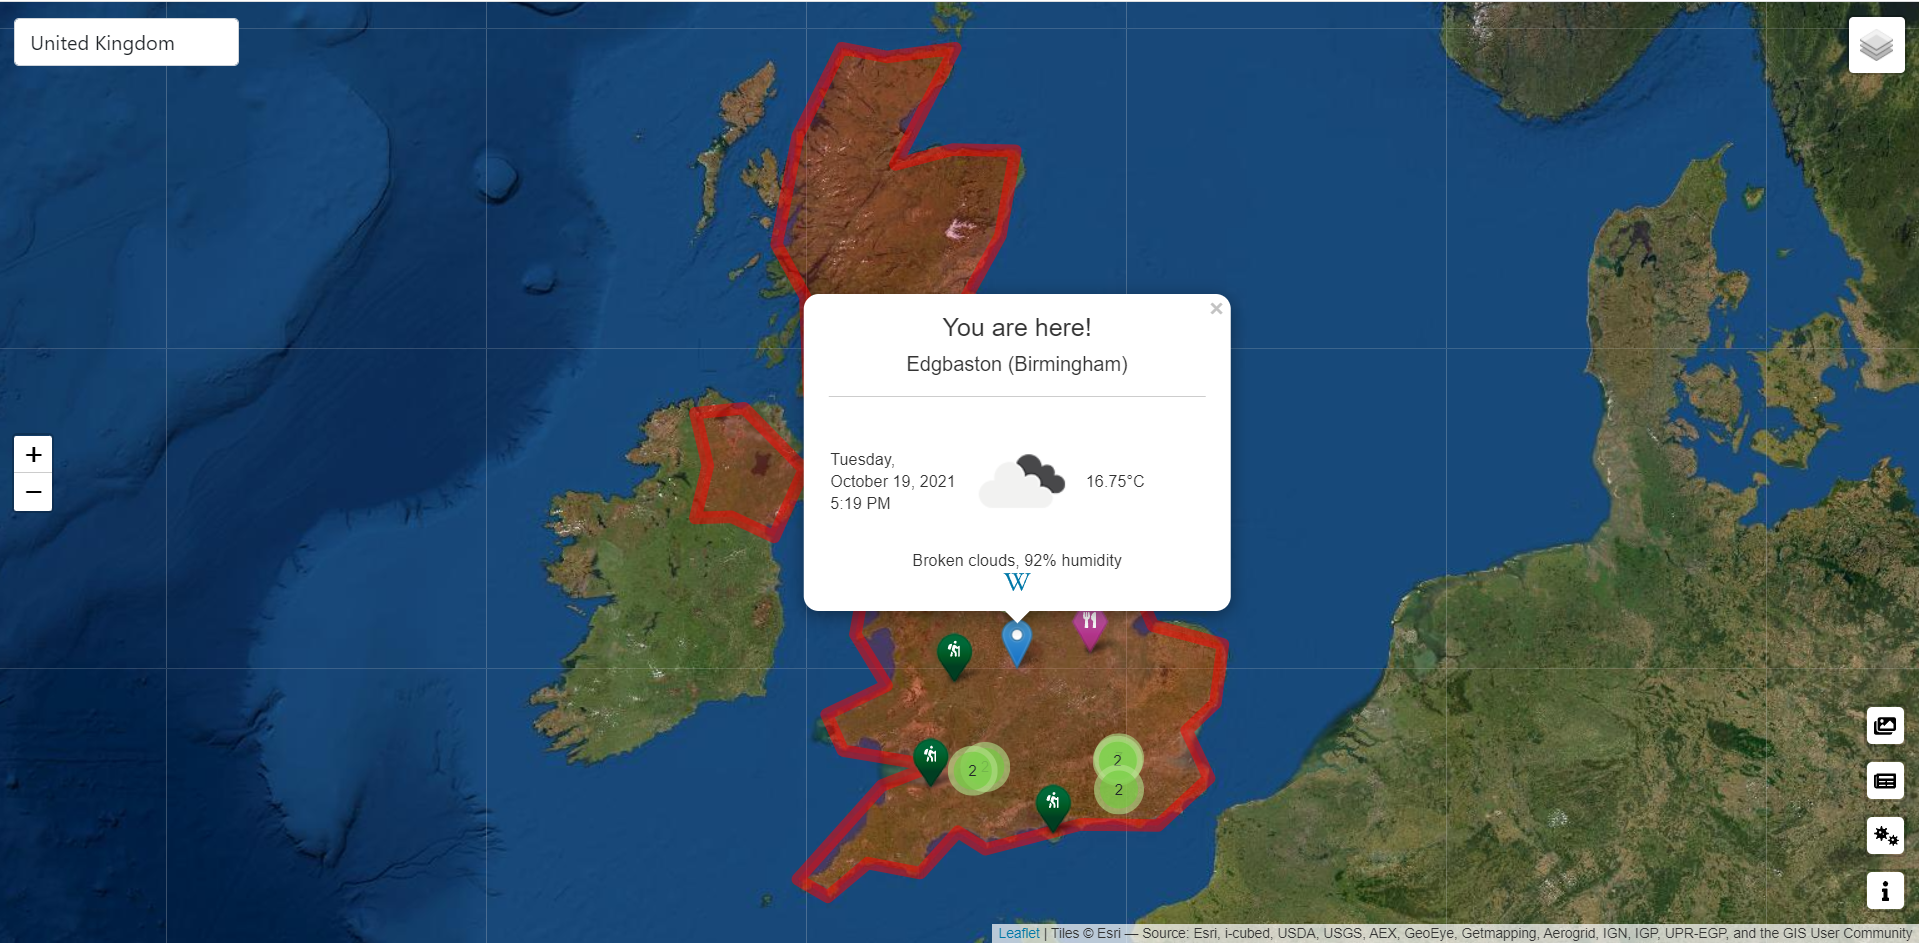 United Kingdom
+
−
×
You are here!
Edgbaston (Birmingham)
Tuesday,
October 19, 2021
5:19 PM
16.75°C
Broken clouds, 92% humidity
W
2
2
2
2
Leaflet | Tiles © Esri — Source: Esri, i-cubed, USDA, USGS, AEX, GeoEye, Getmapping, Aerogrid, IGN, IGP, UPR-EGP, and the GIS User Community